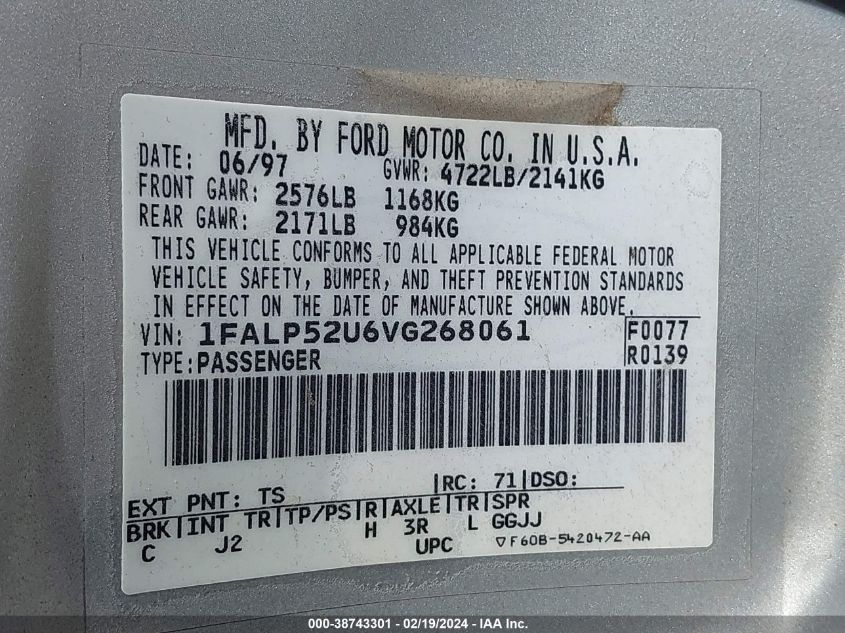 MFD. BY FORD MOTOR CO. IN U.S.A.
DATE: 06/97 GVWR: 4722LB/2141KG
FRONT GAWR: 2576LB 1168KG
REAR GAWR: 2171LB 984KG
THIS VEHICLE CONFORMS TO ALL APPLICABLE FEDERAL MOTOR
VEHICLE SAFETY, BUMPER, AND THEFT PREVENTION STANDARDS
IN EFFECT ON THE DATE OF MANUFACTURE SHOWN ABOVE.
VIN: 1FALP52U6VG268061 F0077
TYPE: PASSENGER R0139
EXT PNT: TS RC: 71 DSO:
BRK INT TR TP/PS R AXLE TR SPR
C J2 H 3R L GGJJ
UPC ▽F60B-5420472-AA
000-38743301 - 02/19/2024 - IAA Inc.